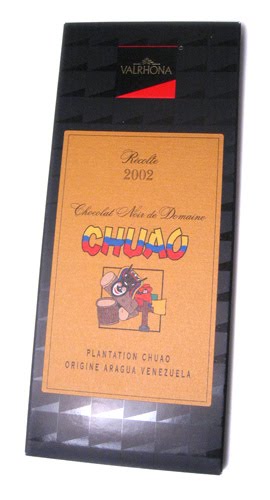 VALRHONA
Récolte
2002
Chocolat Noir de Domaine
CHUAO
PLANTATION CHUAO
ORIGINE ARAGUA VENEZUELA